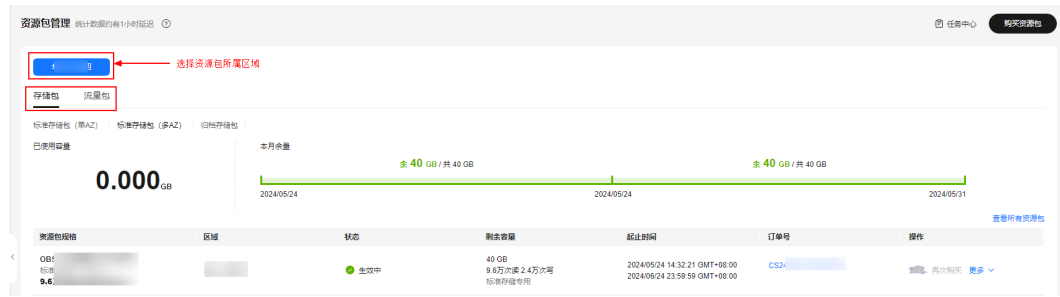 资源包管理 统计数据约有1小时延迟
任务中心 购买资源包
选择资源包所属区域
存储包 流量包
标准存储包（单AZ） 标准存储包（多AZ） 归档存储包
已使用容量
0.000GB
本月余量
余 40 GB / 共 40 GB 余 40 GB / 共 40 GB
2024/05/24 2024/05/24 2024/05/31
查看所有资源包
资源包规格 区域 状态 剩余容量 起止时间 订单号 操作
OBS
标准
9.6
生效中
40 GB
9.6万次读 2.4万次写
标准存储专用
2024/05/24 14:32:21 GMT+08:00
2024/06/24 23:59:59 GMT+08:00
CS24
再次购买 更多